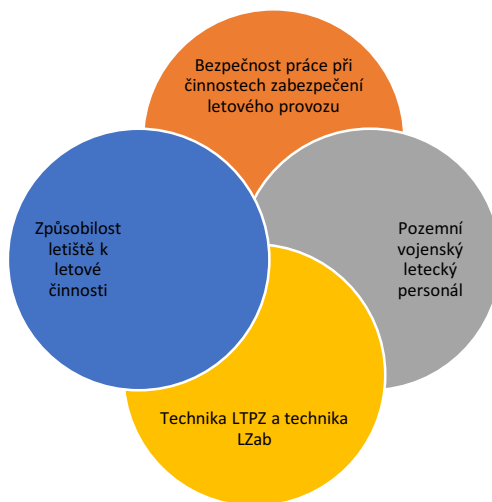 Bezpečnost práce při
činnostech zabezpečení
letového provozu
Způsobilost
letiště k
letové
činnosti
Pozemní
vojenský
letecký
personál
Technika LTPZ a technika
LZab